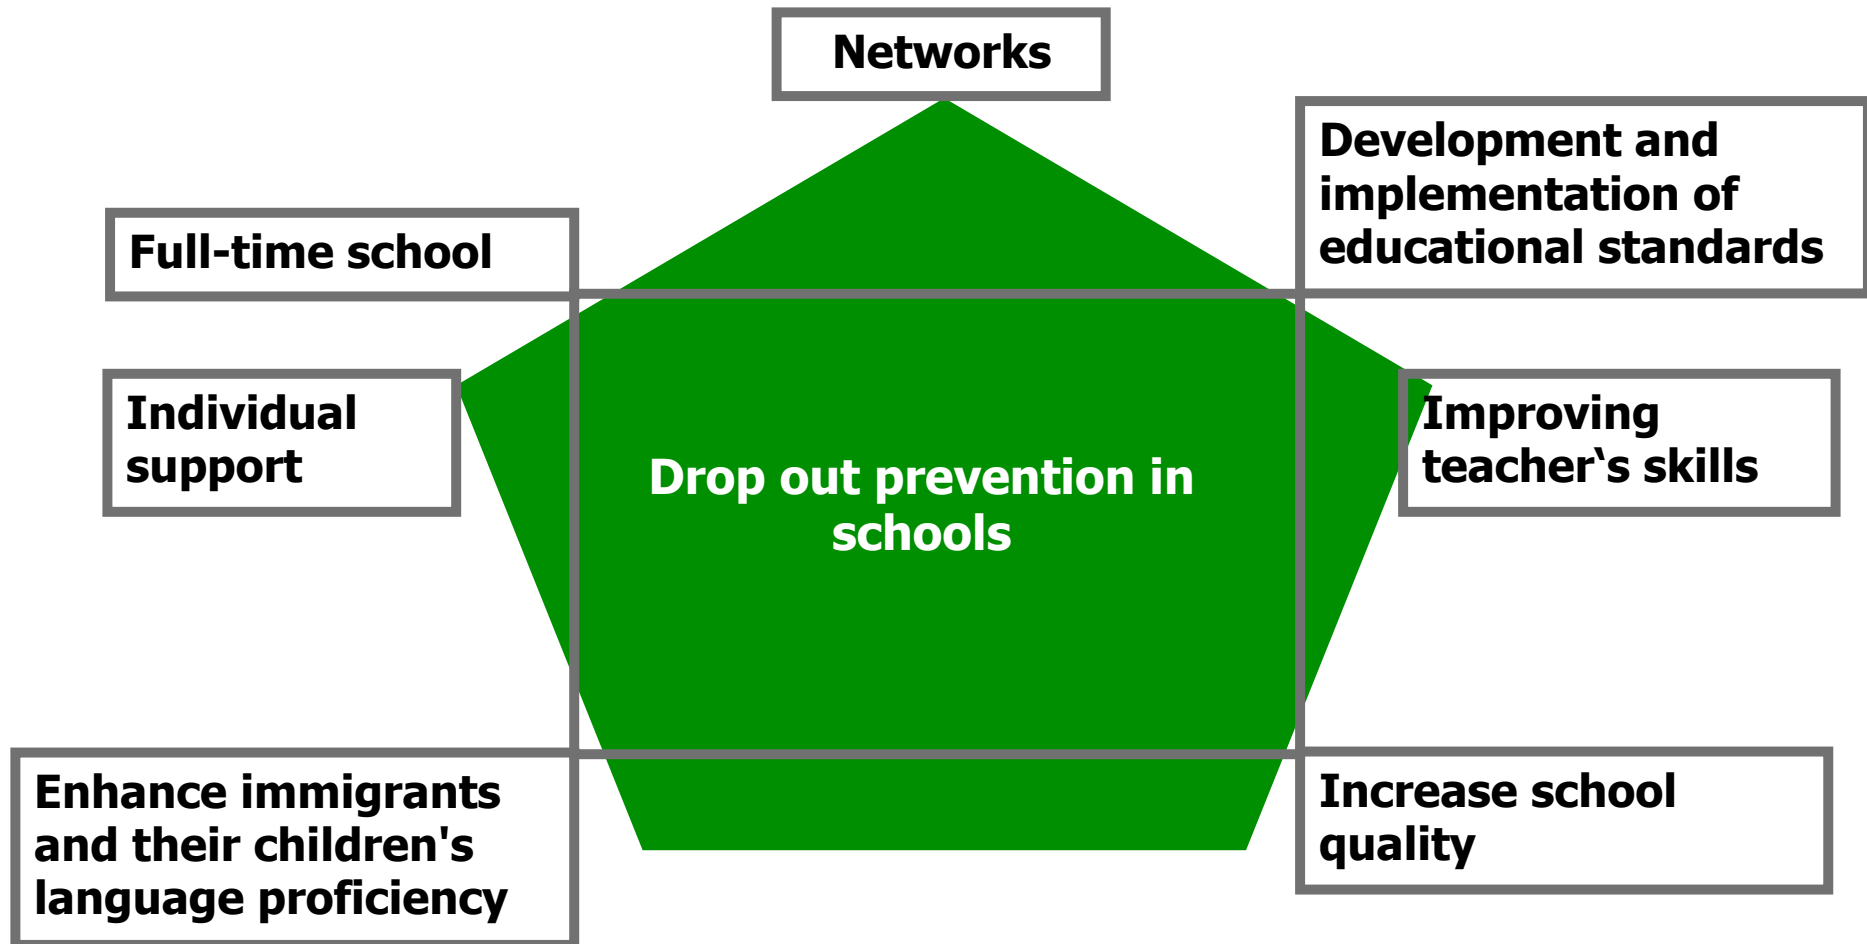 Networks
Development and
implementation of
educational standards
Full-time school
Individual
support
Improving
teacher‘s skills
Drop out prevention in
schools
Enhance immigrants
and their children's
language proficiency
Increase school
quality